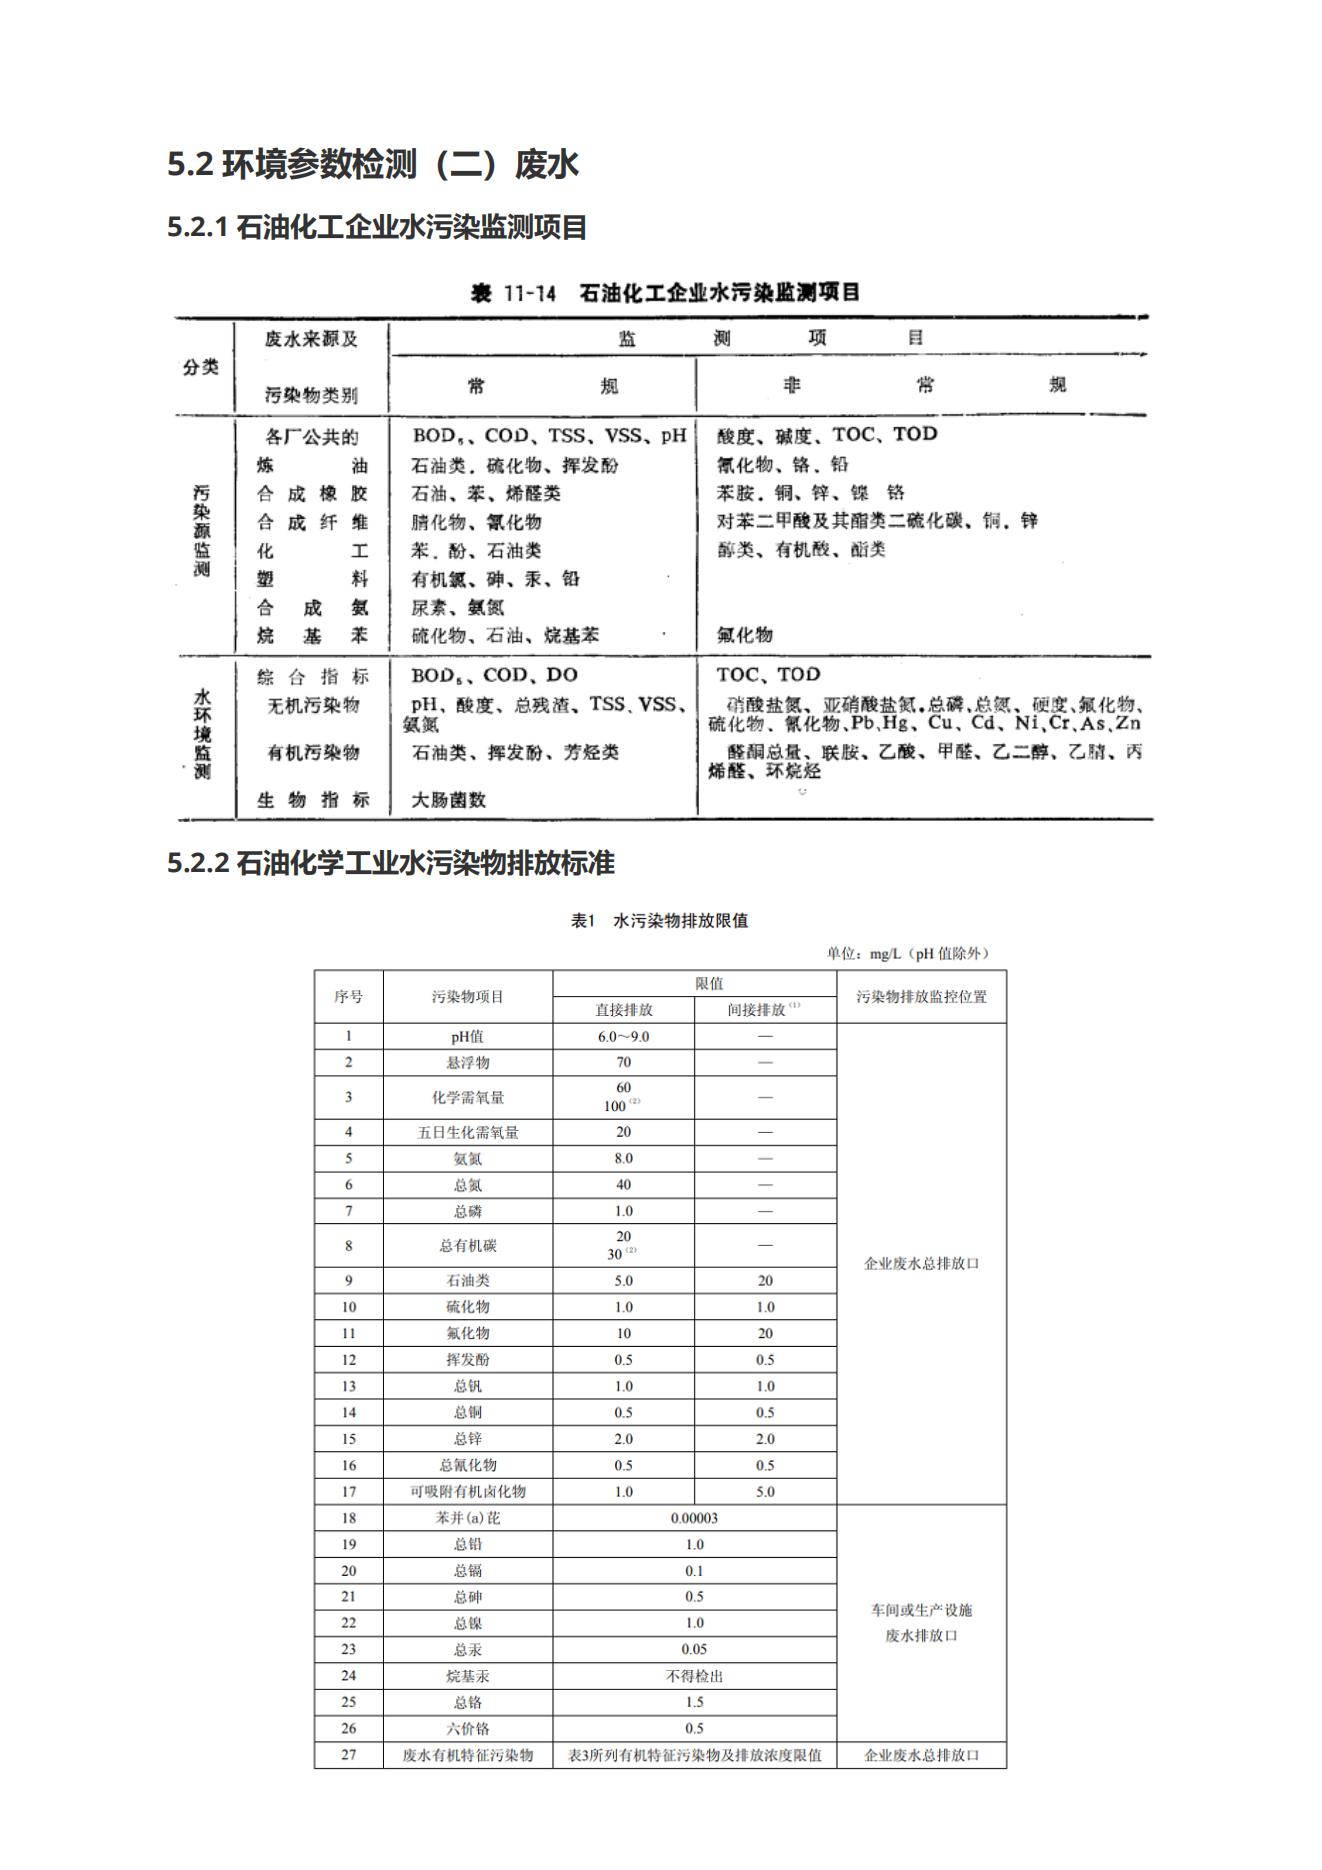 5.2 环境参数检测（二）废水
5.2.1 石油化工企业水污染监测项目
表 11-14 石油化工企业水污染监测项目
分类 废水来源及污染物类别 监 测 项 目
常 规 非 常 规
污染源监测
各厂公共的 BOD₅、COD、TSS、VSS、pH 酸度、碱度、TOC、TOD
炼 油 石油类、硫化物、挥发酚 氰化物、铬、铅
合 成 橡 胶 石油、苯、烯醛类 苯胺、铜、锌、镍 铬
合 成 纤 维 腈化物、氰化物 对苯二甲酸及其酯类二硫化碳、铜、锌
化 工 苯、酚、石油类 醇类、有机酸、酯类
塑 料 有机氯、砷、汞、铅
合 成 氨 尿素、氨氮
烷 基 苯 硫化物、石油、烷基苯 氟化物
水环境监测
综 合 指 标 BOD₅、COD、DO TOC、TOD
无机污染物 pH、酸度、总残渣、TSS、VSS、 硝酸盐氮、亚硝酸盐氮、总磷、总氮、硬度、氟化物、
氨氮 硫化物、氰化物、Pb、Hg、Cu、Cd、Ni、Cr、As、Zn
有机污染物 石油类、挥发酚、芳烃类 醛酮总量、联胺、乙酸、甲醛、乙二醇、乙腈、丙
烯醛、环烷烃
生 物 指 标 大肠菌数
5.2.2 石油化学工业水污染物排放标准
表1 水污染物排放限值
单位：mg/L（pH 值除外）
序号 污染物项目 限值 污染物排放监控位置
直接排放 间接排放（1）
1 pH值 6.0～9.0 —
2 悬浮物 70 —
3 化学需氧量 60
100（2） —
4 五日生化需氧量 20 —
5 氨氮 8.0 —
6 总氮 40 —
7 总磷 1.0 —
8 总有机碳 20
30（2） —
企业废水总排放口
9 石油类 5.0 20
10 硫化物 1.0 1.0
11 氟化物 10 20
12 挥发酚 0.5 0.5
13 总钒 1.0 1.0
14 总铜 0.5 0.5
15 总锌 2.0 2.0
16 总氰化物 0.5 0.5
17 可吸附有机卤化物 1.0 5.0
18 苯并(a)芘 0.00003
19 总铅 1.0
20 总镉 0.1
21 总砷 0.5
车间或生产设施
22 总镍 1.0
废水排放口
23 总汞 0.05
24 烷基汞 不得检出
25 总铬 1.5
26 六价铬 0.5
27 废水有机特征污染物 表3所列有机特征污染物及排放浓度限值 企业废水总排放口